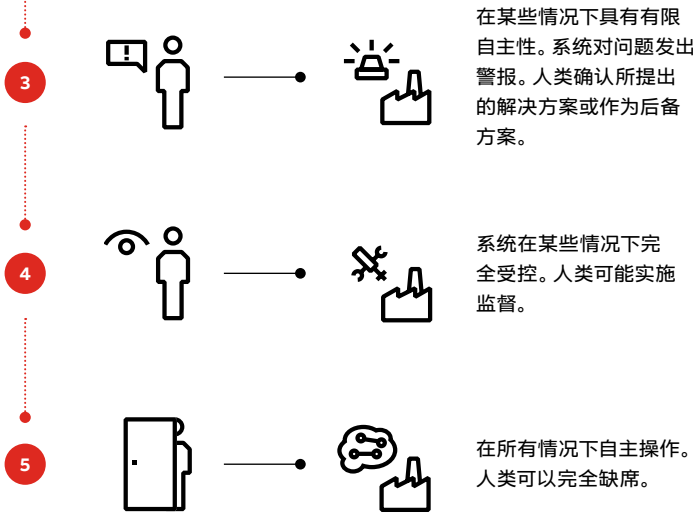 3
在某些情况下具有有限
自主性。系统对问题发出
警报。人类确认所提出
的解决方案或作为后备
方案。
4
系统在某些情况下完
全受控。人类可能实施
监督。
5
在所有情况下自主操作。
人类可以完全缺席。